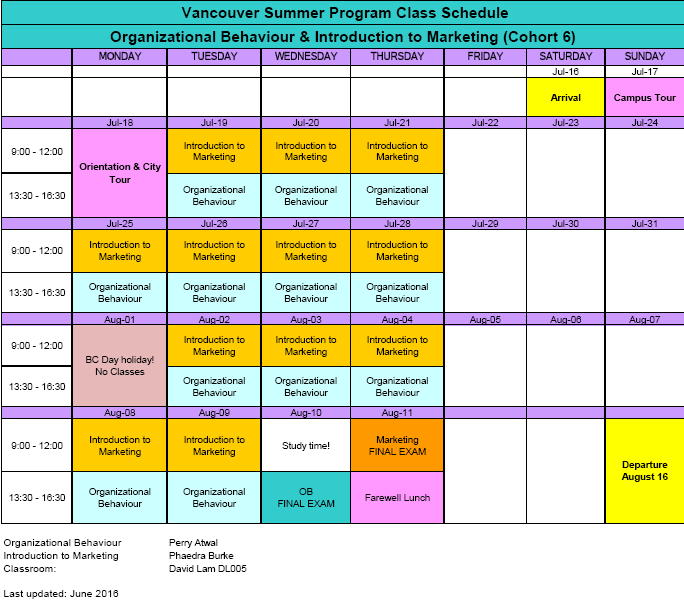 Vancouver Summer Program Class Schedule
Organizational Behaviour & Introduction to Marketing (Cohort 6)
MONDAY TUESDAY WEDNESDAY THURSDAY FRIDAY SATURDAY SUNDAY
Jul-16 Jul-17
Arrival Campus Tour
Jul-18 Jul-19 Jul-20 Jul-21 Jul-22 Jul-23 Jul-24
9:00 - 12:00
Orientation & City
Tour
Introduction to
Marketing
Introduction to
Marketing
Introduction to
Marketing
13:30 - 16:30
Organizational
Behaviour
Organizational
Behaviour
Organizational
Behaviour
Jul-25 Jul-26 Jul-27 Jul-28 Jul-29 Jul-30 Jul-31
9:00 - 12:00
Introduction to
Marketing
Introduction to
Marketing
Introduction to
Marketing
Introduction to
Marketing
13:30 - 16:30
Organizational
Behaviour
Organizational
Behaviour
Organizational
Behaviour
Organizational
Behaviour
Aug-01 Aug-02 Aug-03 Aug-04 Aug-05 Aug-06 Aug-07
9:00 - 12:00
BC Day holiday!
No Classes
Introduction to
Marketing
Introduction to
Marketing
Introduction to
Marketing
13:30 - 16:30
Organizational
Behaviour
Organizational
Behaviour
Organizational
Behaviour
Aug-08 Aug-09 Aug-10 Aug-11
9:00 - 12:00
Introduction to
Marketing
Introduction to
Marketing
Study time!
Marketing
FINAL EXAM
Departure
August 16
13:30 - 16:30
Organizational
Behaviour
Organizational
Behaviour
OB
FINAL EXAM
Farewell Lunch
Organizational Behaviour Perry Atwal
Introduction to Marketing Phaedra Burke
Classroom: David Lam DL005
Last updated: June 2016